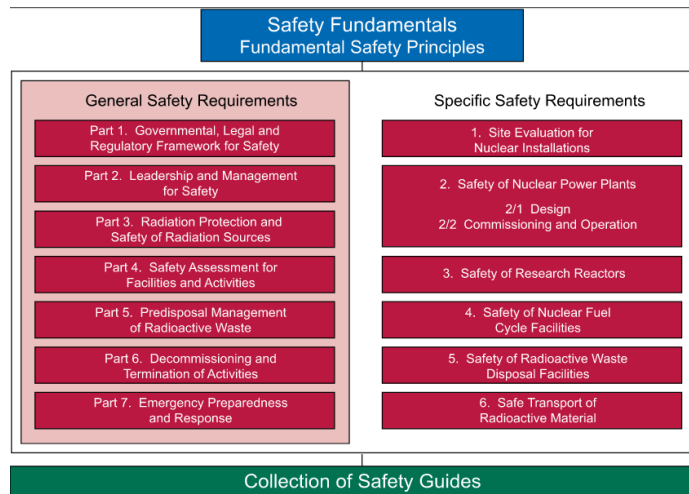 Safety Fundamentals
Fundamental Safety Principles
General Safety Requirements
Part 1. Governmental, Legal and
Regulatory Framework for Safety
Part 2. Leadership and Management
for Safety
Part 3. Radiation Protection and
Safety of Radiation Sources
Part 4. Safety Assessment for
Facilities and Activities
Part 5. Predisposal Management
of Radioactive Waste
Part 6. Decommissioning and
Termination of Activities
Part 7. Emergency Preparedness
and Response
Specific Safety Requirements
1. Site Evaluation for
Nuclear Installations
2. Safety of Nuclear Power Plants
2/1 Design
2/2 Commissioning and Operation
3. Safety of Research Reactors
4. Safety of Nuclear Fuel
Cycle Facilities
5. Safety of Radioactive Waste
Disposal Facilities
6. Safe Transport of
Radioactive Material
Collection of Safety Guides